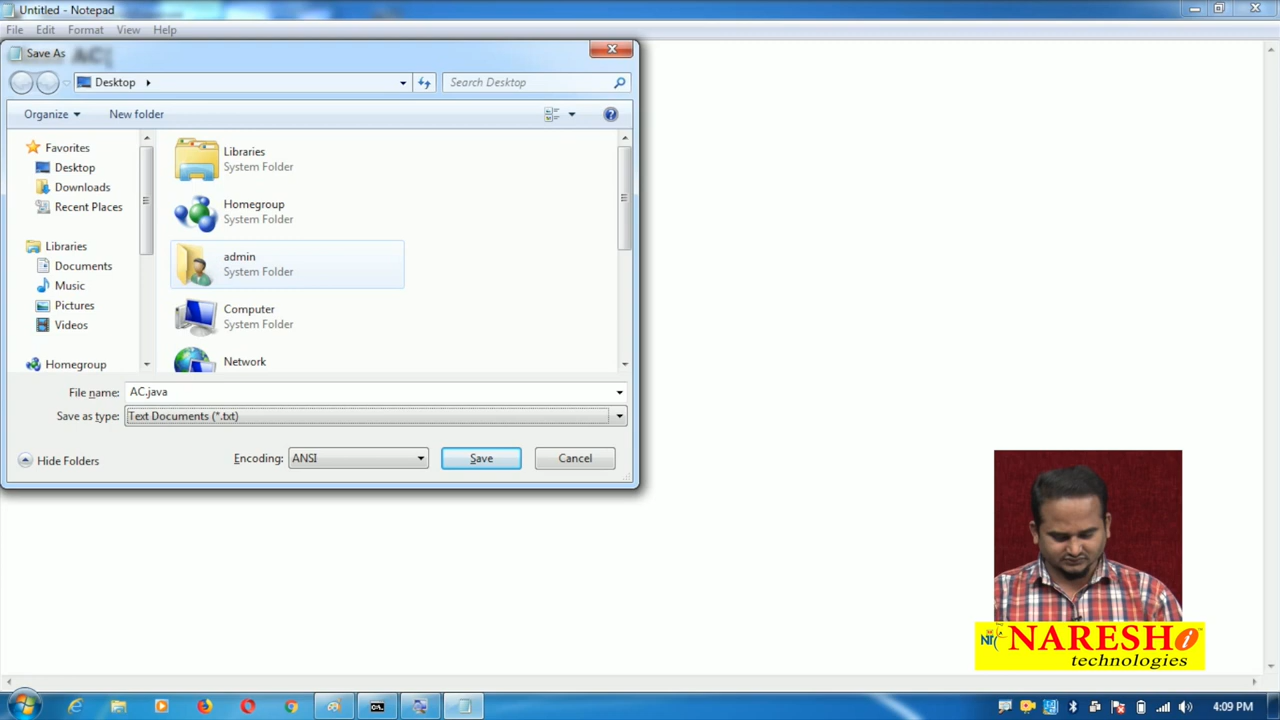 Untitled - Notepad
File Edit Format View Help
Save As
AC
Desktop
Search Desktop
Organize New folder
Favorites
Desktop
Downloads
Recent Places
Libraries
Documents
Music
Pictures
Videos
Homegroup
Libraries
System Folder
Homegroup
System Folder
admin
System Folder
Computer
System Folder
Network
File name: AC.java
Save as type: Text Documents (*.txt)
Hide Folders
Encoding: ANSI
Save Cancel
NARESH i
technologies
4:09 PM